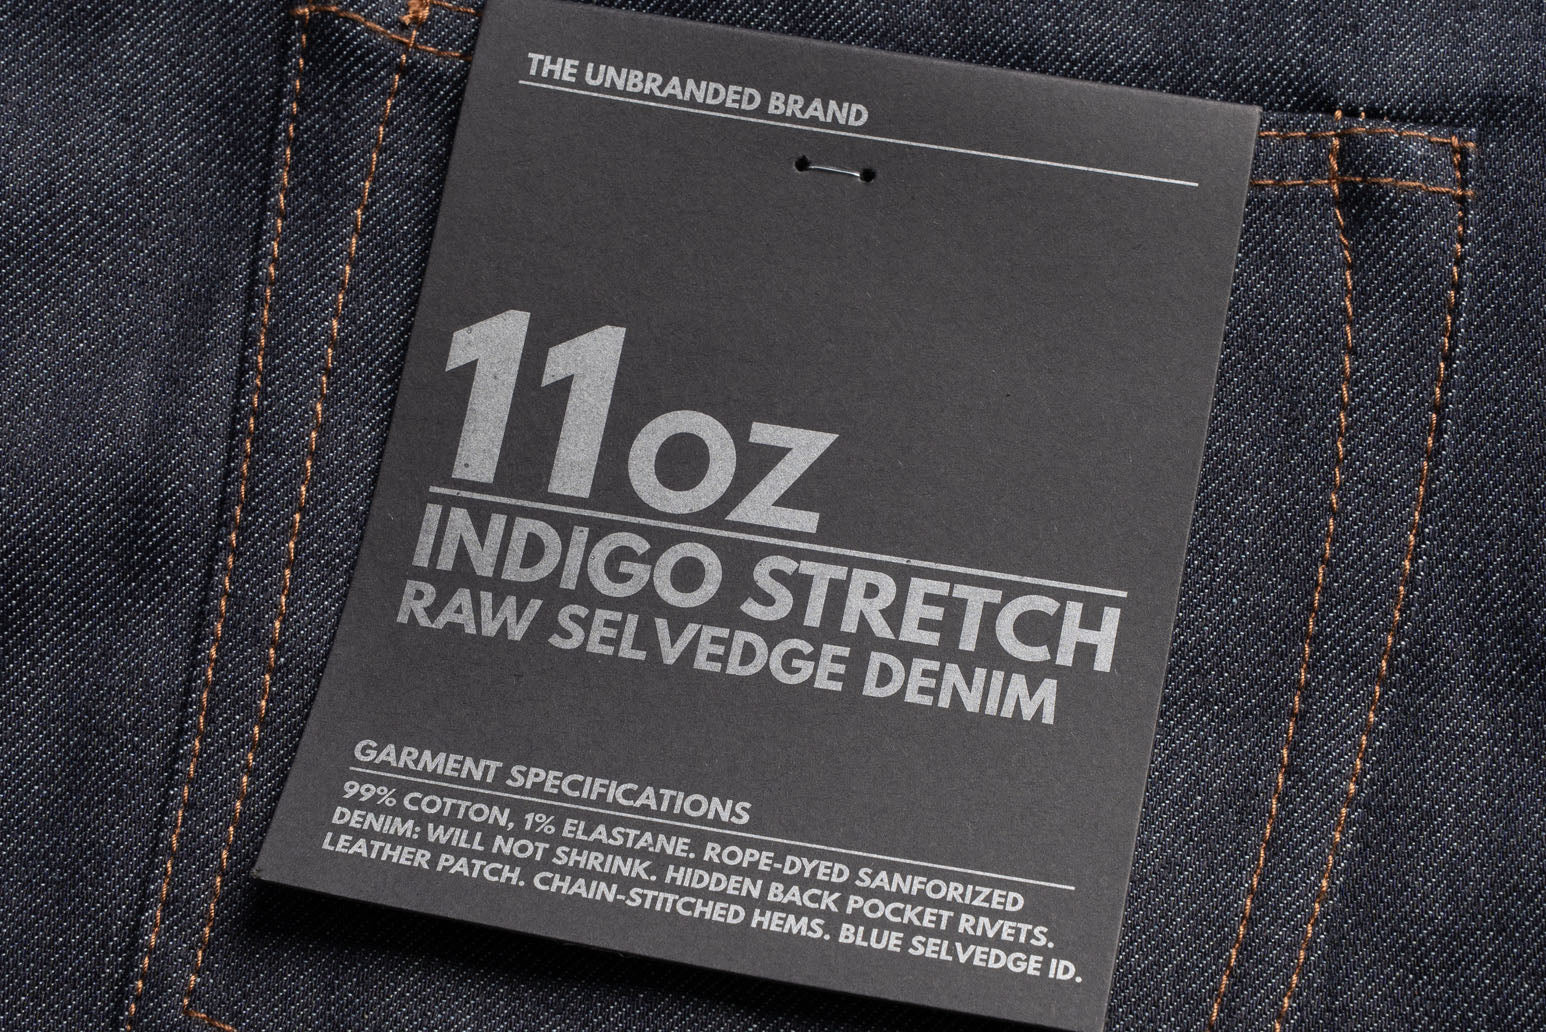 THE UNBRANDED BRAND
11OZ
INDIGO STRETCH
RAW SELVEDGE DENIM
GARMENT SPECIFICATIONS
99% COTTON, 1% ELASTANE. ROPE-DYED SANFORIZED
DENIM: WILL NOT SHRINK. HIDDEN BACK POCKET RIVETS.
LEATHER PATCH. CHAIN-STITCHED HEMS. BLUE SELVEDGE ID.